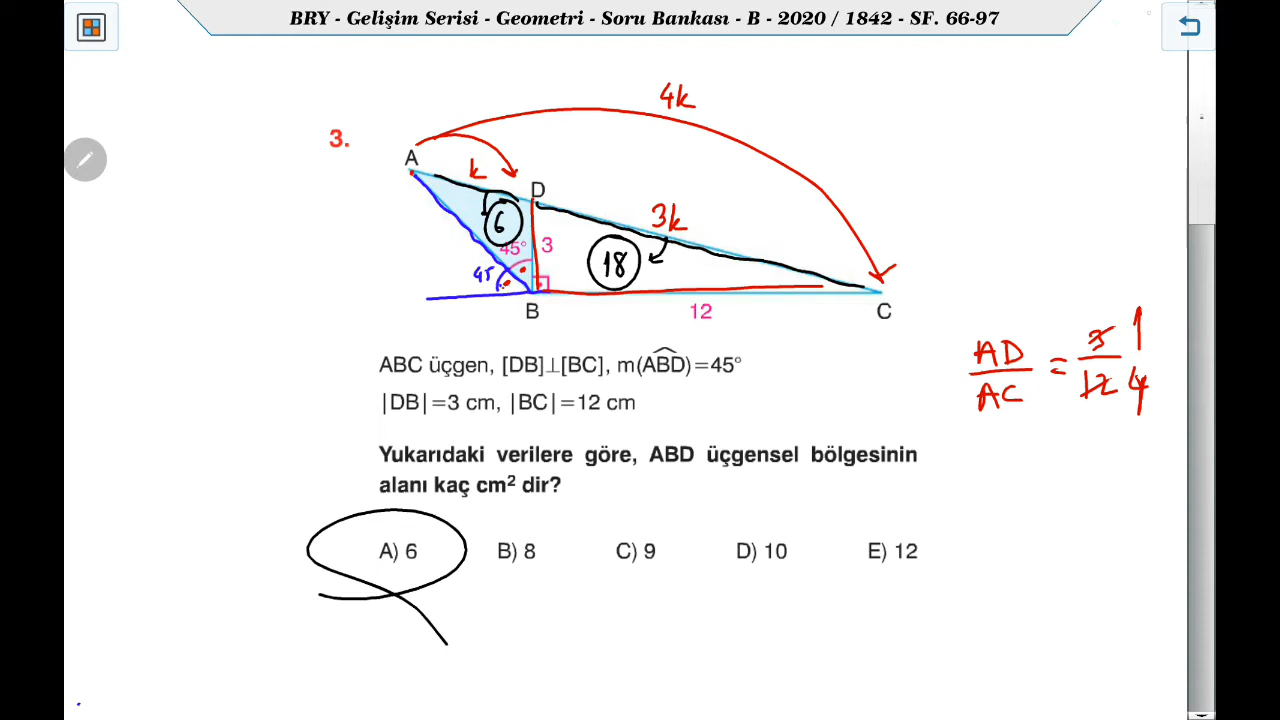 BRY - Gelişim Serisi - Geometri - Soru Bankası - B - 2020 / 1842 - SF. 66-97
4k
3.
A
k
D
3k
6
45°
3
18
45
B
12
C
ABC üçgen, [DB]⊥[BC], m(ABD)=45°
|DB|=3 cm, |BC|=12 cm
AD/AC = 3/12 1/4
Yukarıdaki verilere göre, ABD üçgensel bölgesinin
alanı kaç cm² dir?
A) 6 B) 8 C) 9 D) 10 E) 12